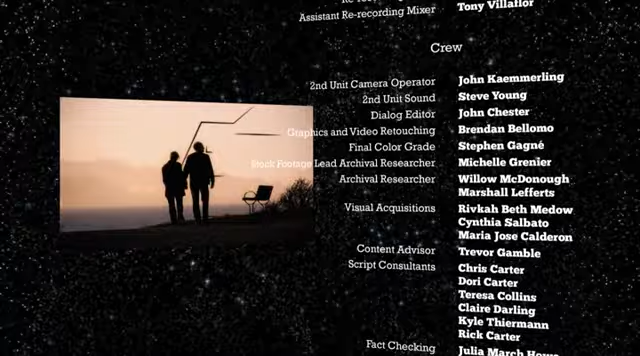 Assistant Re-recording Mixer Tony Villaflor
Crew
2nd Unit Camera Operator John Kaemmerling
2nd Unit Sound Steve Young
Dialog Editor John Chester
Graphics and Video Retouching Brendan Bellomo
Final Color Grade Stephen Gagné
Stock Footage Lead Archival Researcher Michelle Grenier
Archival Researcher Willow McDonough
Marshall Lefferts
Visual Acquisitions Rivkah Beth Medow
Cynthia Salbato
Maria Jose Calderon
Content Advisor Trevor Gamble
Script Consultants Chris Carter
Dori Carter
Teresa Collins
Claire Darling
Kyle Thiermann
Rick Carter
Fact Checking Julia March